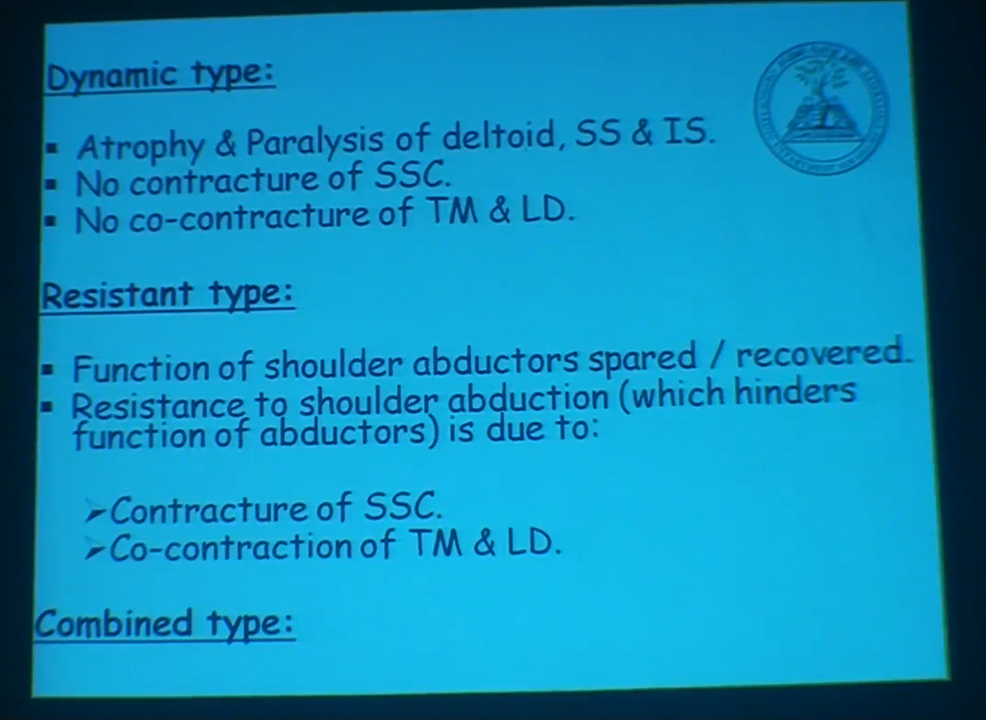 Dynamic type:
▪ Atrophy & Paralysis of deltoid, SS & IS.
▪ No contracture of SSC.
▪ No co-contracture of TM & LD.
Resistant type:
▪ Function of shoulder abductors spared / recovered.
▪ Resistance to shoulder abduction (which hinders
function of abductors) is due to:
➢Contracture of SSC.
➢Co-contraction of TM & LD.
Combined type: